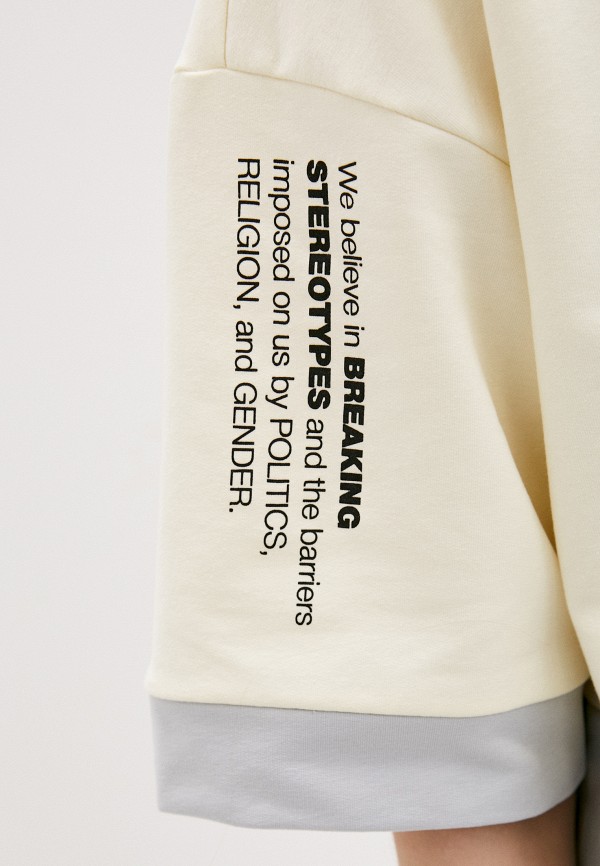 We believe in BREAKING
STEREOTYPES and the barriers
imposed on us by POLITICS,
RELIGION, and GENDER.